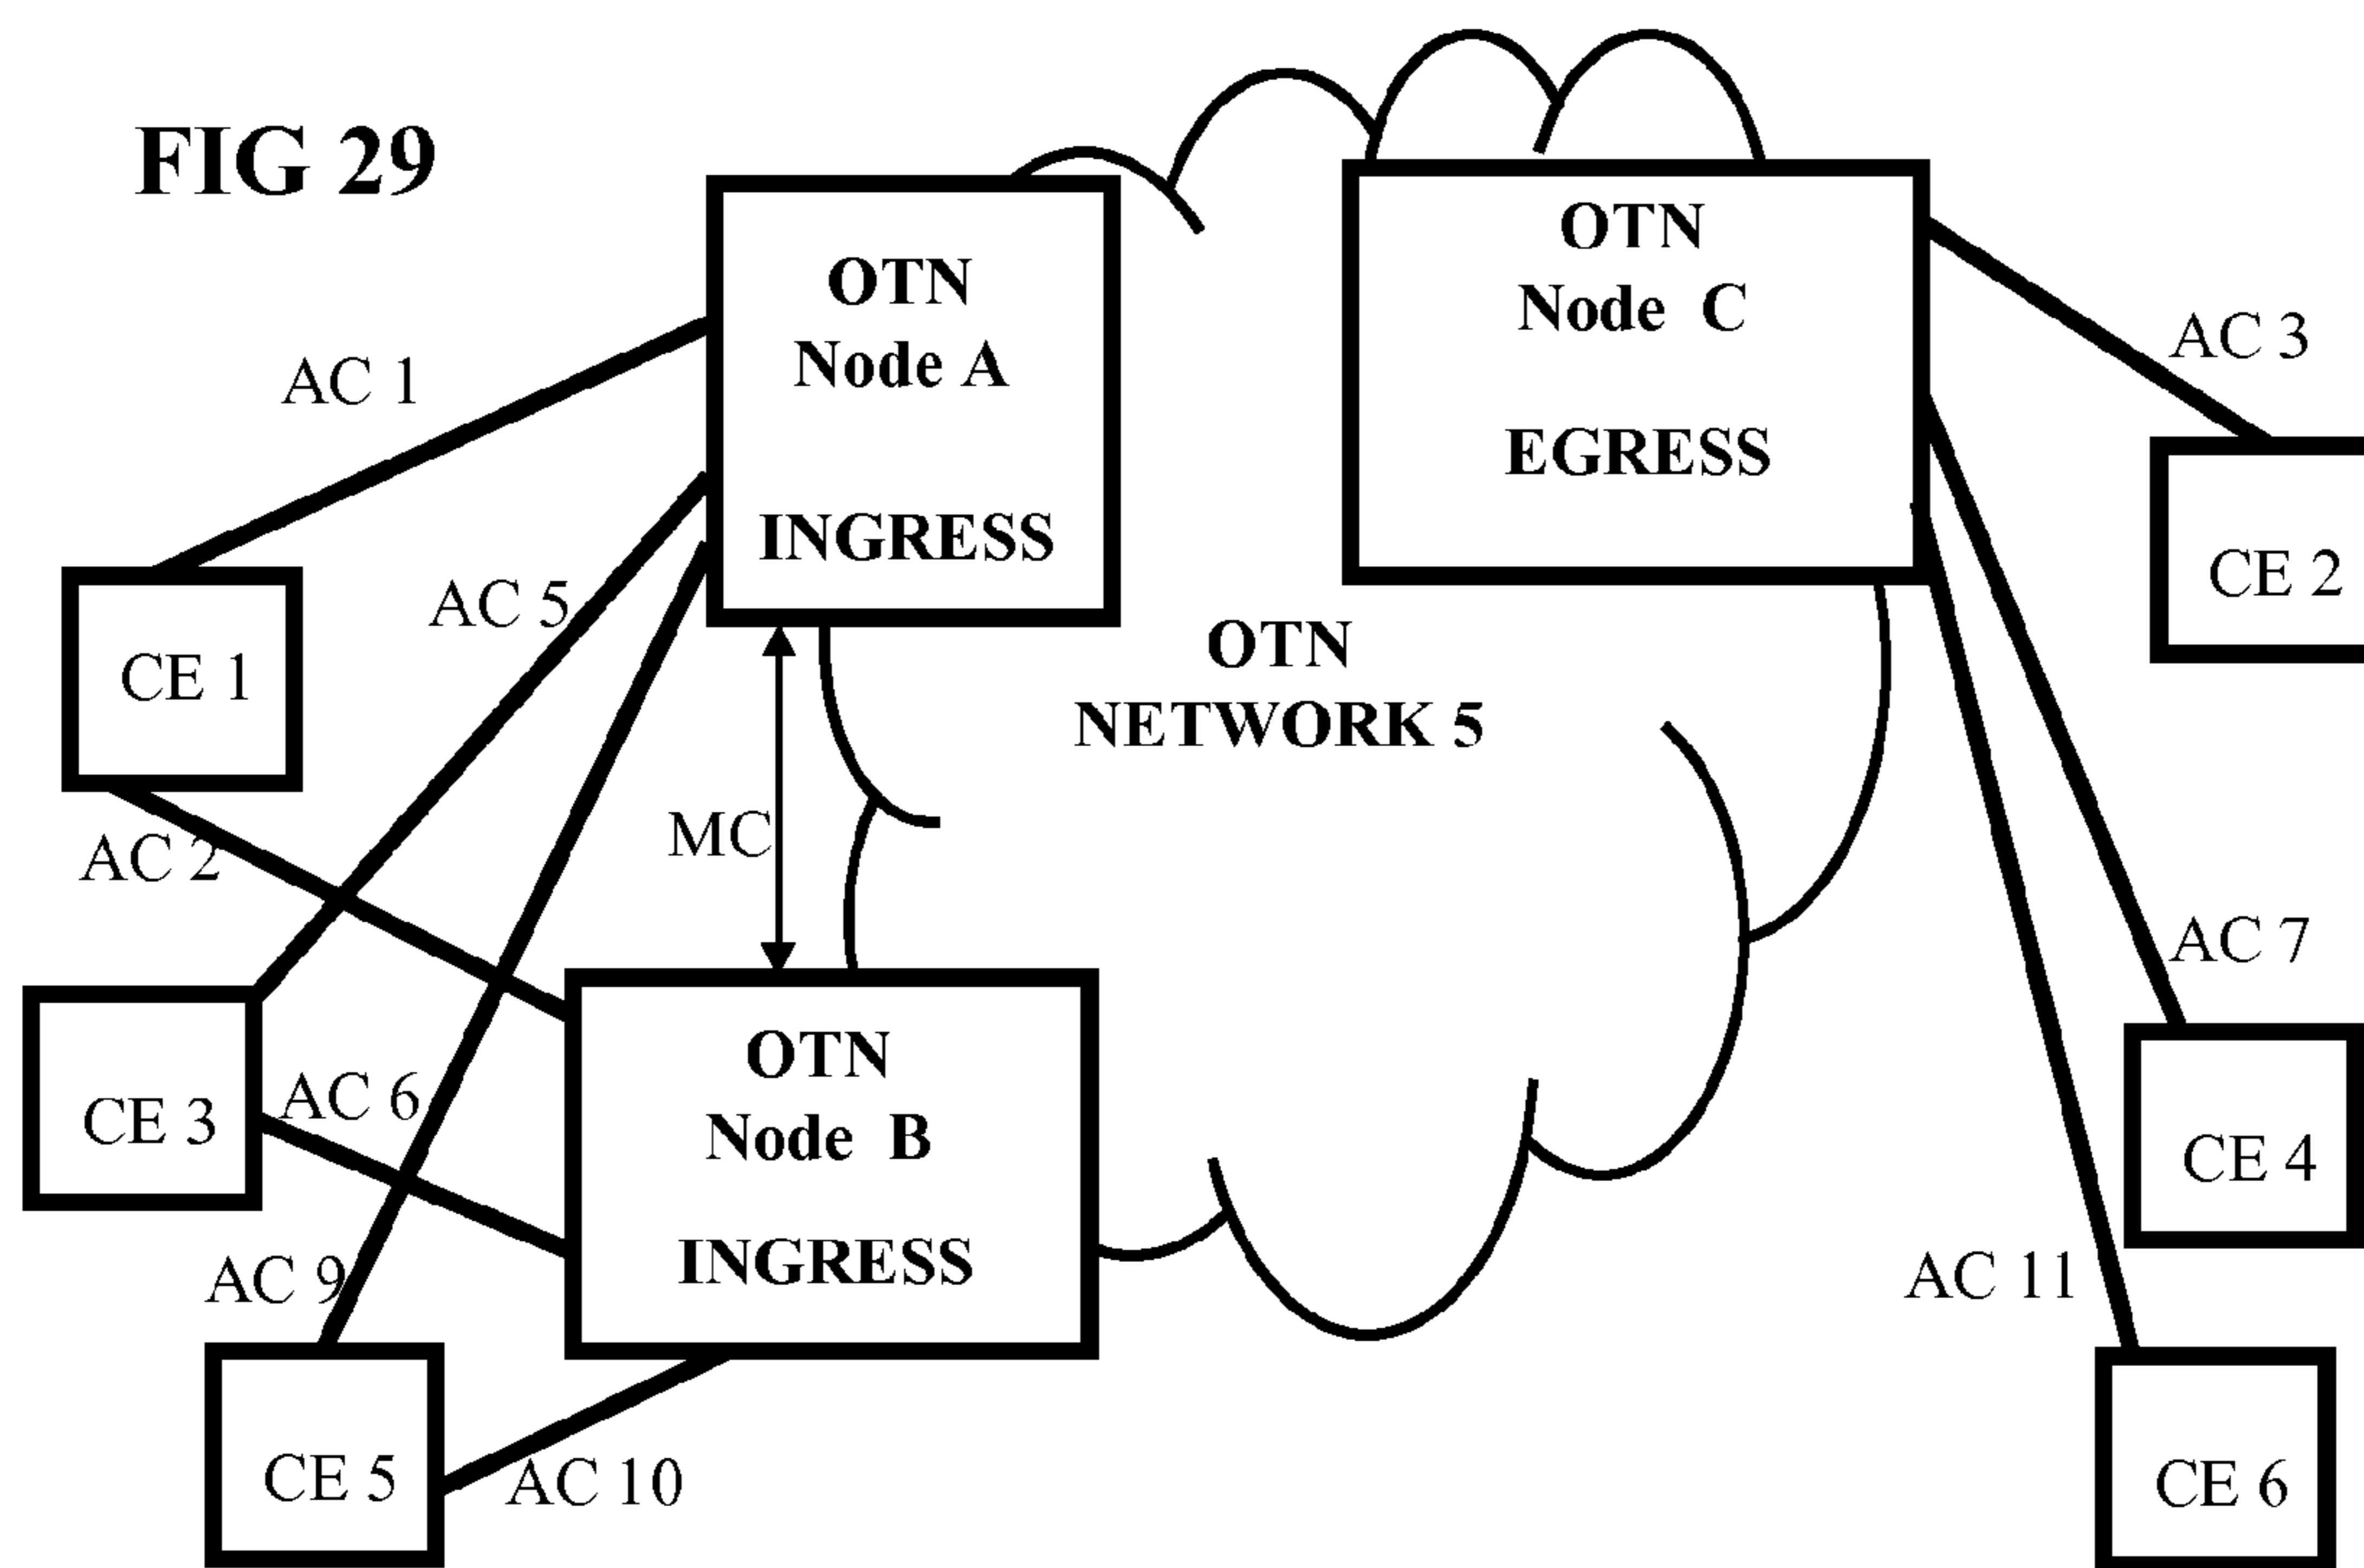 FIG 29
OTN
Node A
INGRESS
OTN
Node C
EGRESS
AC 1
AC 3
AC 5
CE 1
CE 2
OTN
NETWORK 5
MC
AC 2
AC 7
OTN
Node B
INGRESS
AC 6
CE 3
CE 4
AC 9
AC 11
CE 5
AC 10
CE 6